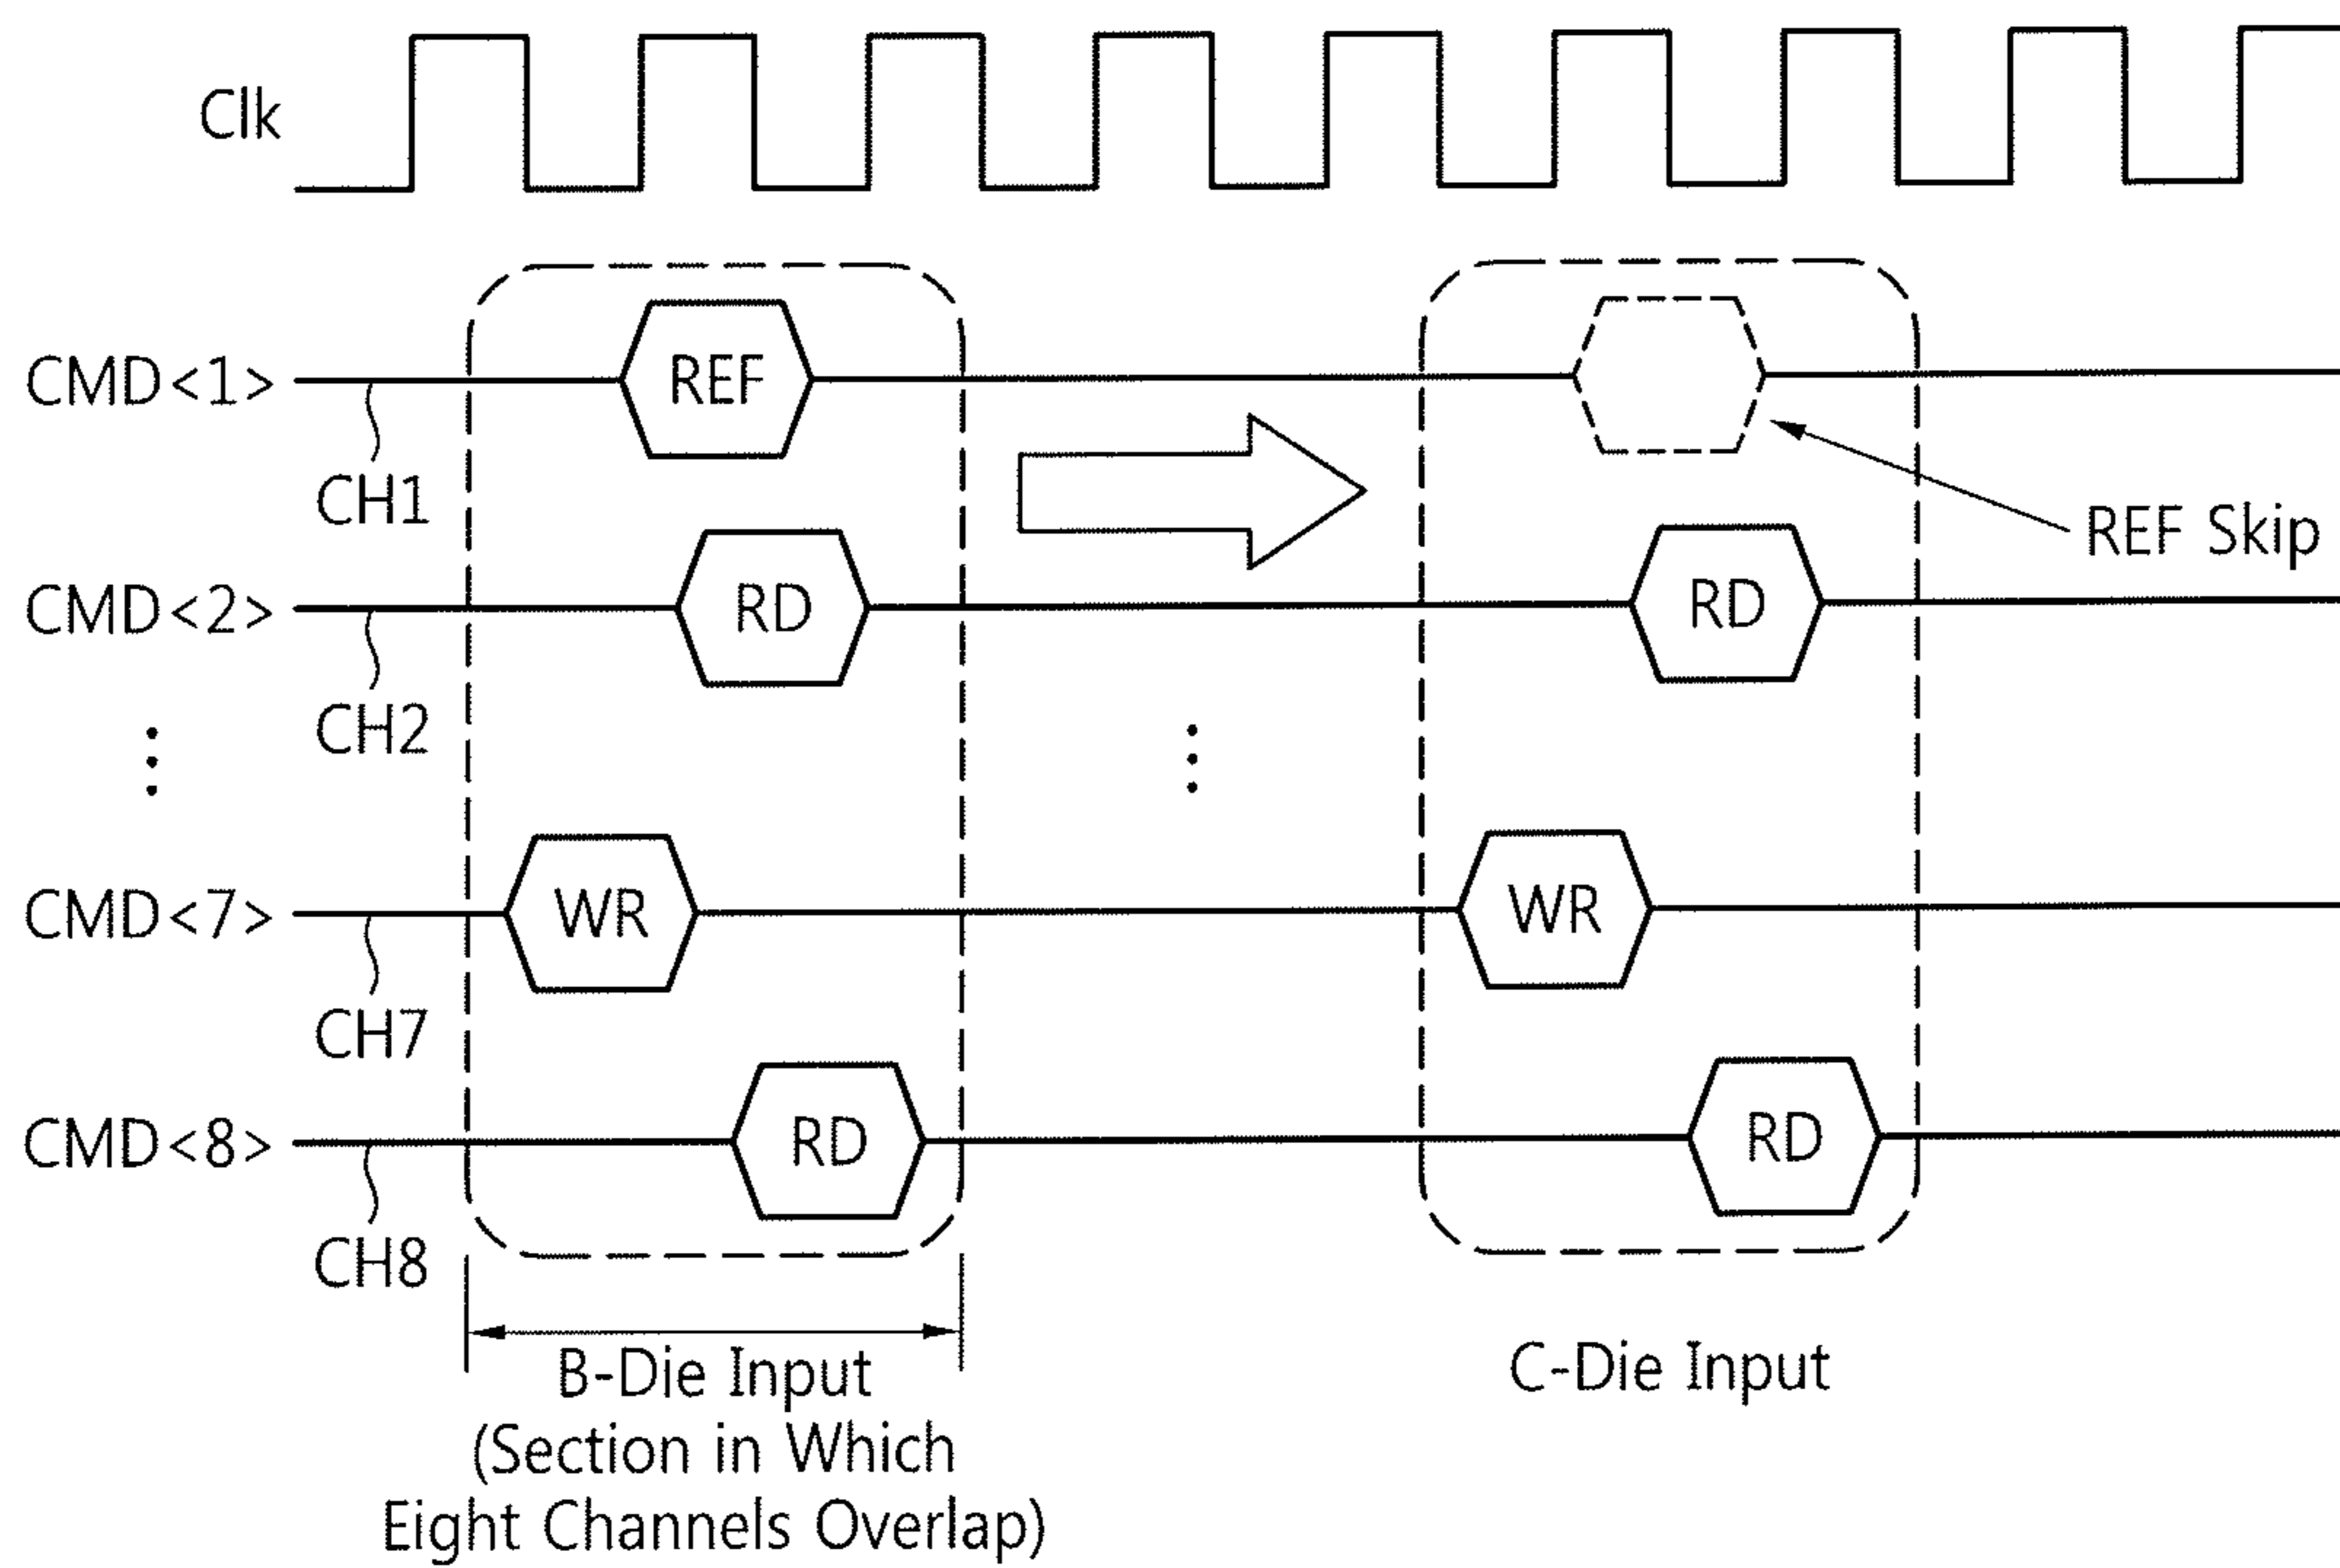 Clk
CMD<1>
REF
CH1
REF Skip
CMD<2>
RD
RD
CH2
CMD<7>
WR
WR
CH7
CMD<8>
RD
RD
CH8
B-Die Input
(Section in Which
Eight Channels Overlap)
C-Die Input